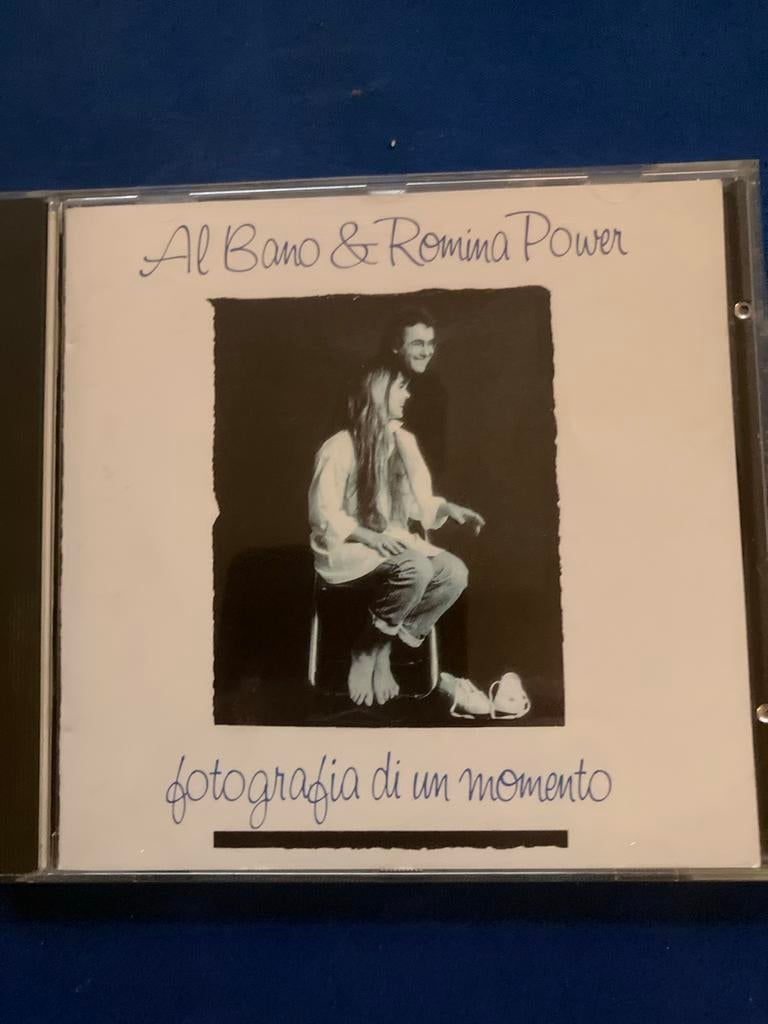 Al Bano & Romina Power
fotografia di un momento